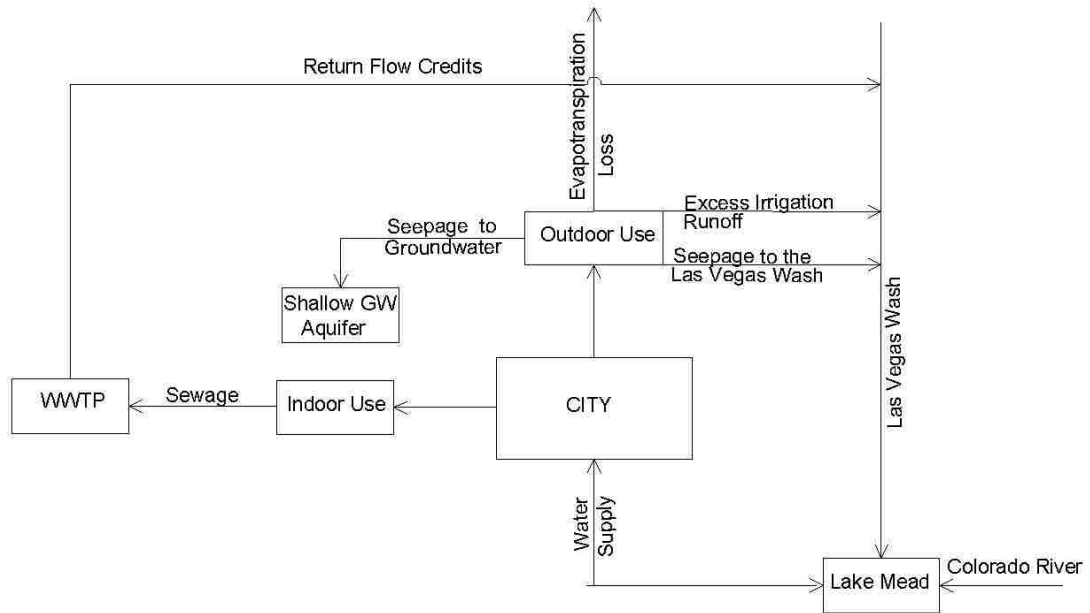 Return Flow Credits
Evapotranspiration
Loss
Excess Irrigation
Runoff
Seepage to
Groundwater
Outdoor Use
Seepage to the
Las Vegas Wash
Shallow GW
Aquifer
WWTP
Sewage
Indoor Use
CITY
Las Vegas Wash
Water
Supply
Lake Mead
Colorado River